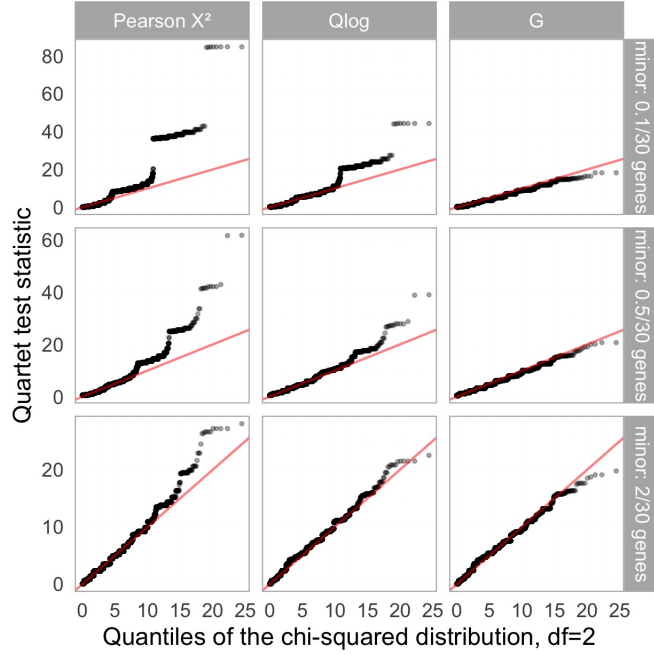 Pearson X² Qlog G
80
60
40
20
0
minor: 0.1/30 genes
60
40
20
0
minor: 0.5/30 genes
20
10
0
minor: 2/30 genes
Quartet test statistic
0 5 10 15 20 25 0 5 10 15 20 25 0 5 10 15 20 25
Quantiles of the chi-squared distribution, df=2